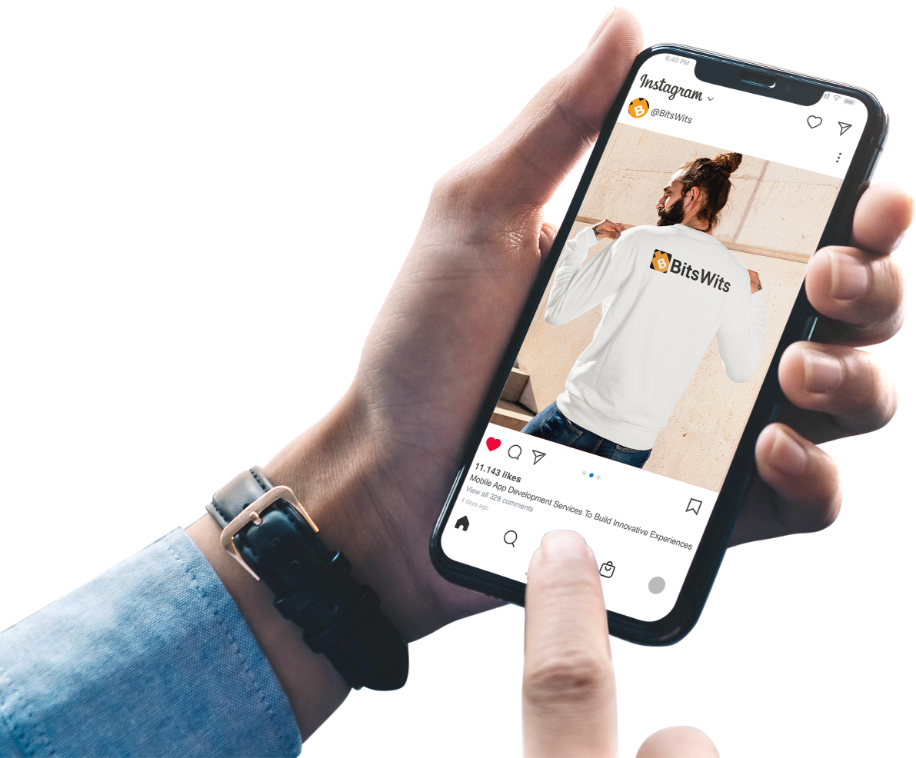 6:40 PM
Instagram
@BitsWits
B BitsWits
11.143 likes
Mobile App Development Services To Build Innovative Experiences
View all 328 comments
4 days ago